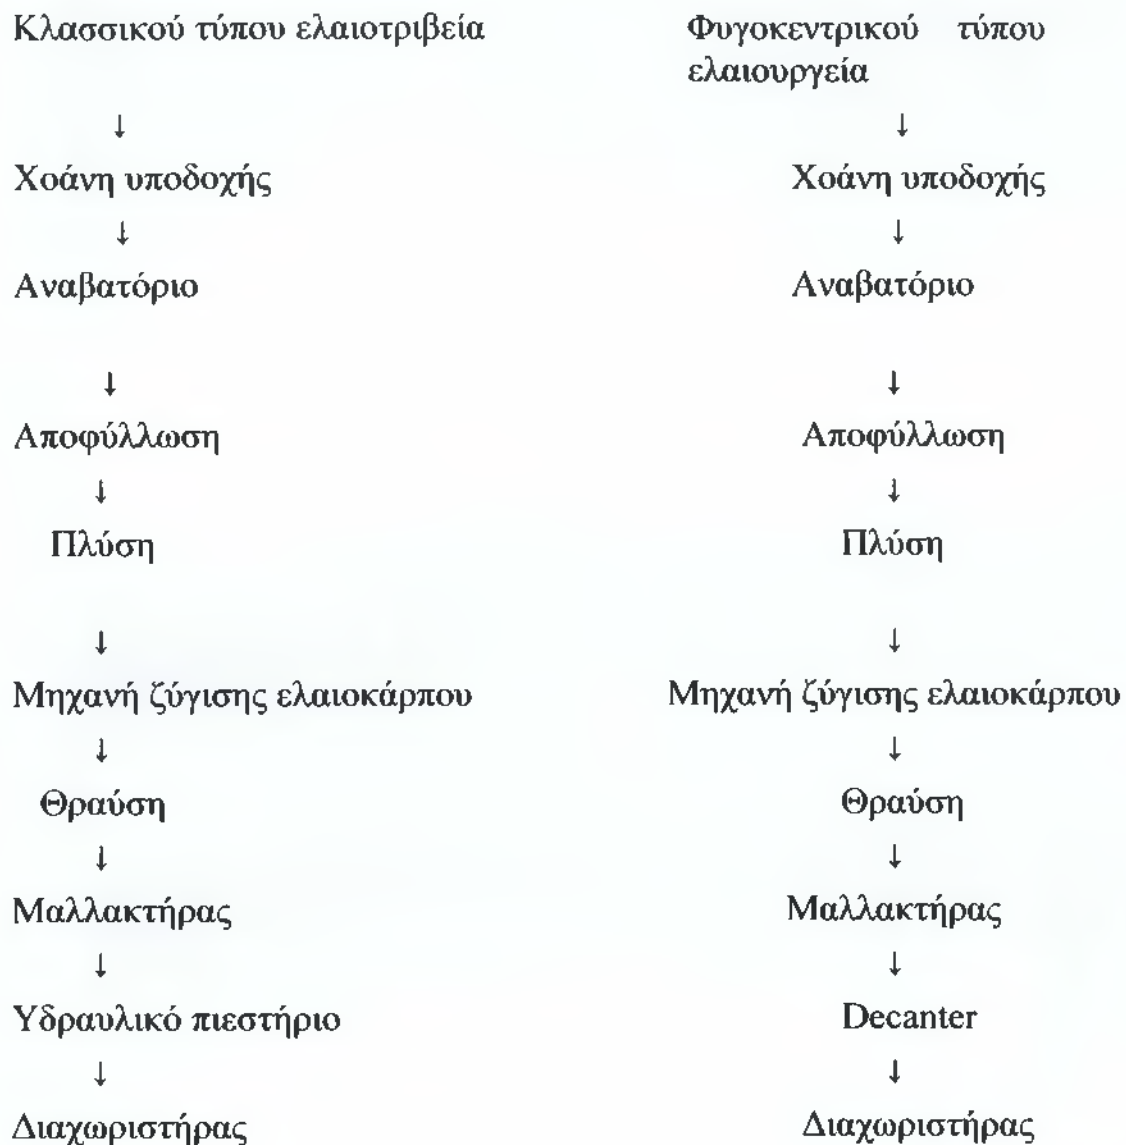 Κλασσικού τύπου ελαιοτριβεία
↓
Χοάνη υποδοχής
↓
Αναβατόριο
↓
Αποφύλλωση
↓
Πλύση
↓
Μηχανή ζύγισης ελαιοκάρπου
↓
Θραύση
↓
Μαλλακτήρας
↓
Υδραυλικό πιεστήριο
↓
Διαχωριστήρας
Φυγοκεντρικού τύπου
ελαιουργεία
↓
Χοάνη υποδοχής
↓
Αναβατόριο
↓
Αποφύλλωση
↓
Πλύση
↓
Μηχανή ζύγισης ελαιοκάρπου
↓
Θραύση
↓
Μαλλακτήρας
↓
Decanter
↓
Διαχωριστήρας